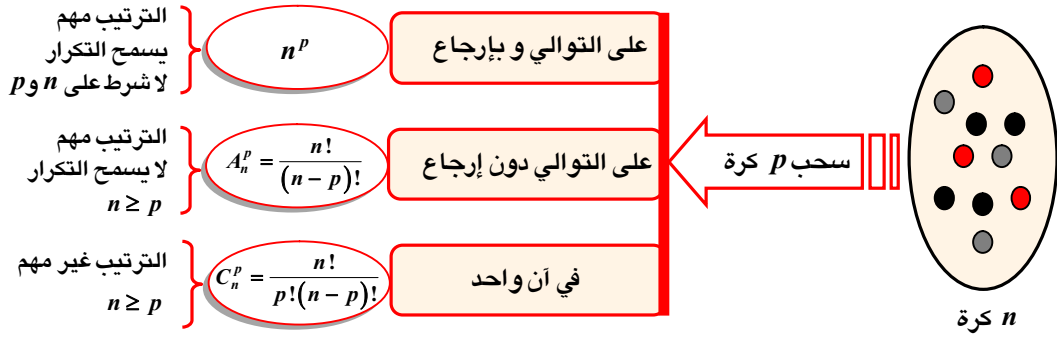 n كرة
سحب p كرة
على التوالي و بإرجاع
n^p
الترتيب مهم
يسمح التكرار
لا شرط على n و p
على التوالي دون إرجاع
A_n^p = n! / (n − p)!
الترتيب مهم
لا يسمح التكرار
n ≥ p
في آن واحد
C_n^p = n! / p!(n − p)!
الترتيب غير مهم
n ≥ p